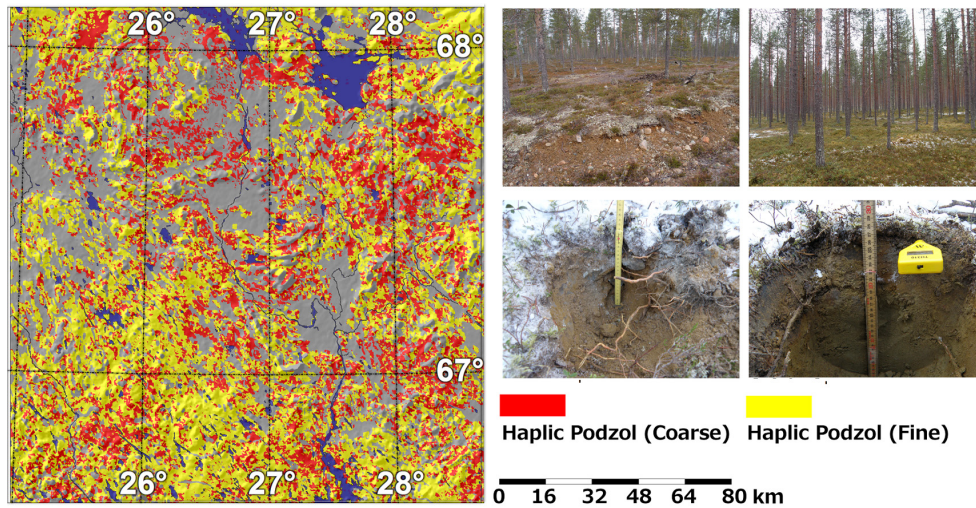 26° 27° 28°
68°
67°
26° 27° 28°
Haplic Podzol (Coarse)
Haplic Podzol (Fine)
0 16 32 48 64 80 km